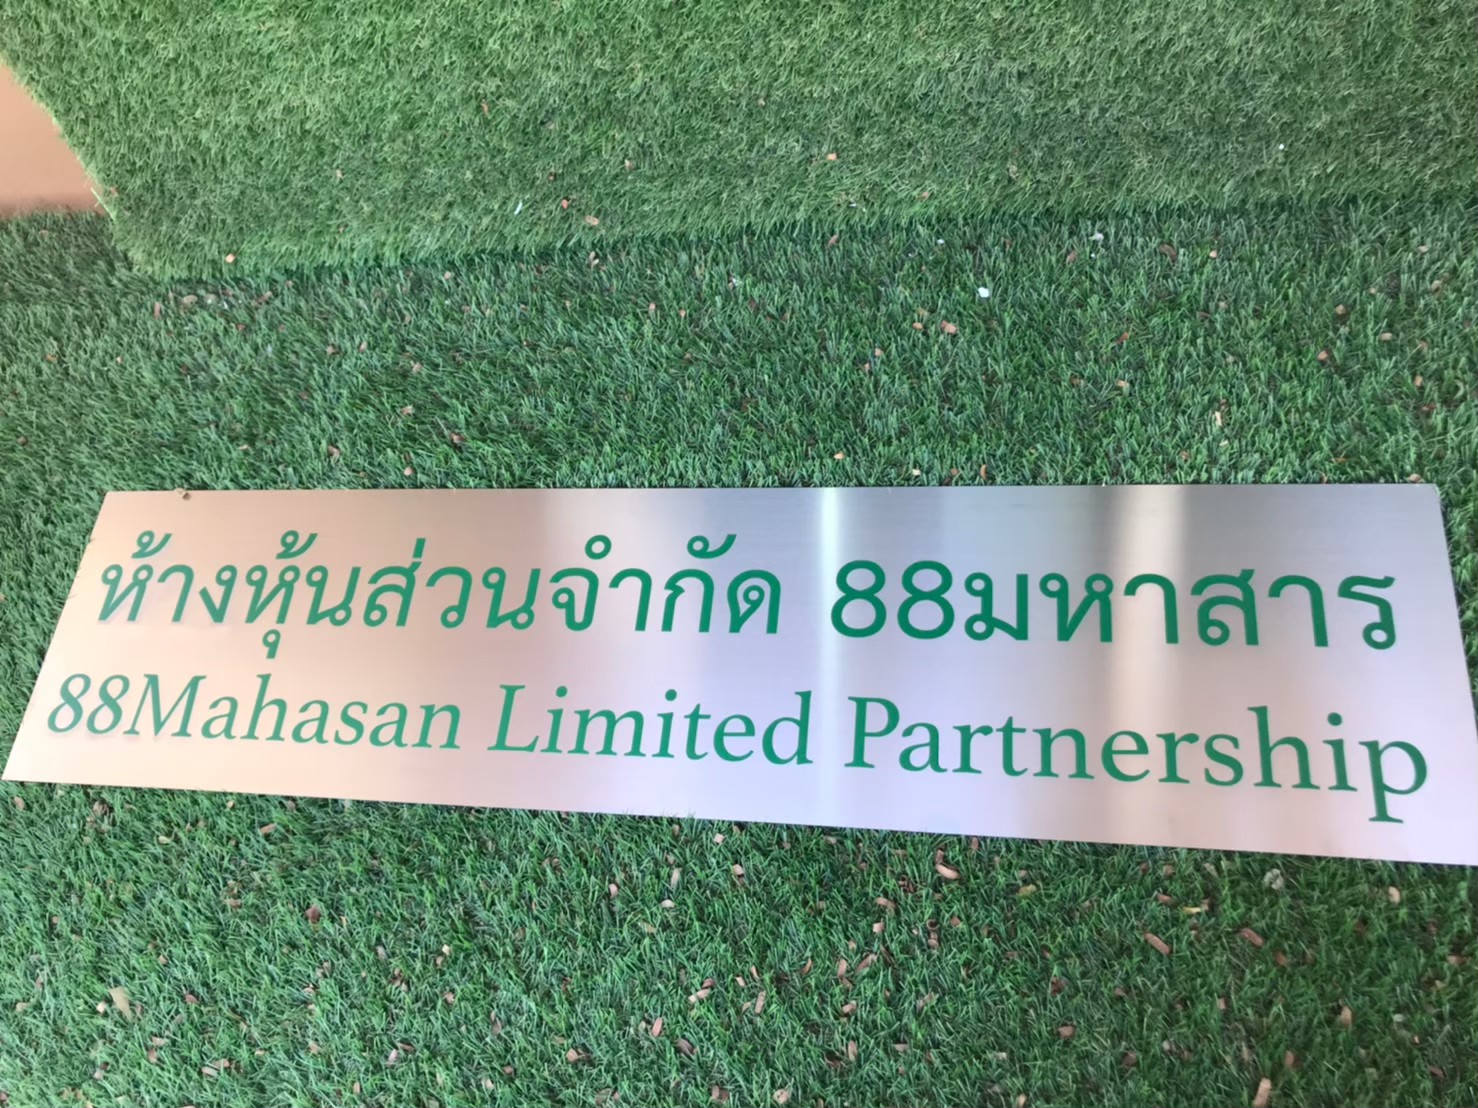 ห้างหุ้นส่วนจำกัด 88มหาสาร
88Mahasan Limited Partnership